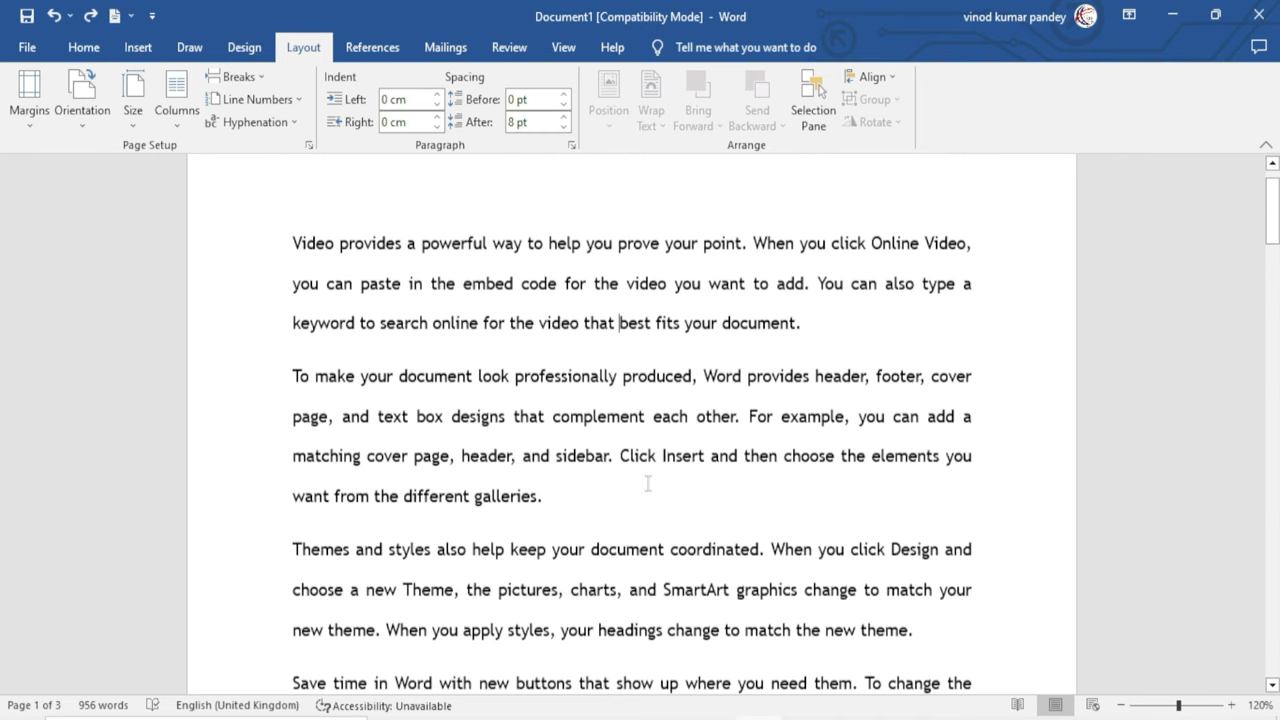 Document1 [Compatibility Mode] - Word
vinod kumar pandey
File Home Insert Draw Design Layout References Mailings Review View Help Tell me what you want to do
Margins Orientation Size Columns
Breaks
Line Numbers
Hyphenation
Page Setup
Indent Spacing
Left: 0 cm Before: 0 pt
Right: 0 cm After: 8 pt
Paragraph
Position Wrap Text Bring Forward Send Backward Selection Pane
Align
Group
Rotate
Arrange
Video provides a powerful way to help you prove your point. When you click Online Video,
you can paste in the embed code for the video you want to add. You can also type a
keyword to search online for the video that best fits your document.
To make your document look professionally produced, Word provides header, footer, cover
page, and text box designs that complement each other. For example, you can add a
matching cover page, header, and sidebar. Click Insert and then choose the elements you
want from the different galleries.
Themes and styles also help keep your document coordinated. When you click Design and
choose a new Theme, the pictures, charts, and SmartArt graphics change to match your
new theme. When you apply styles, your headings change to match the new theme.
Save time in Word with new buttons that show up where you need them. To change the
Page 1 of 3 956 words English (United Kingdom) Accessibility: Unavailable 120%